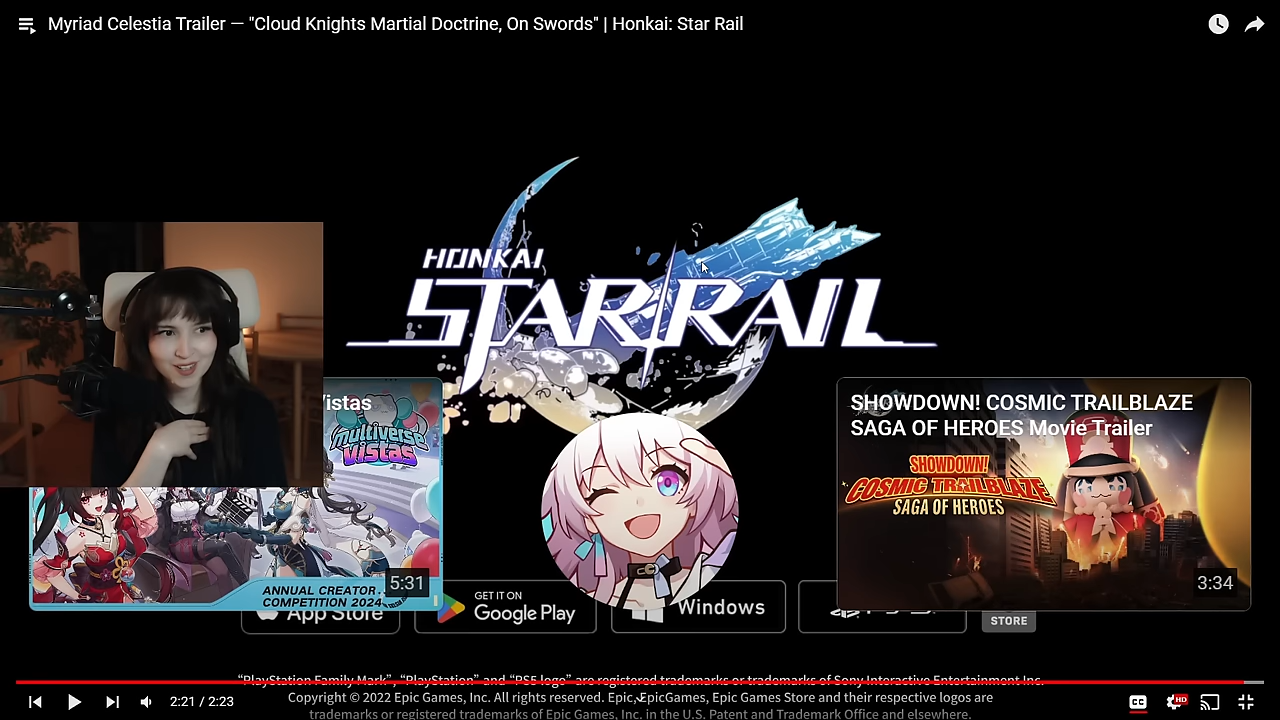 Myriad Celestia Trailer — "Cloud Knights Martial Doctrine, On Swords" | Honkai: Star Rail
HONKAI
STAR RAIL
Vistas
multiverse
vistas
ANNUAL CREATOR
COMPETITION 2024
5:31
SHOWDOWN! COSMIC TRAILBLAZE
SAGA OF HEROES Movie Trailer
SHOWDOWN!
COSMIC TRAILBLAZE
SAGA OF HEROES
3:34
App Store
GET IT ON
Google Play
Windows
STORE
“PlayStation Family Mark”, “PlayStation” and “PS5 logo” are registered trademarks or trademarks of Sony Interactive Entertainment Inc.
Copyright © 2022 Epic Games, Inc. All rights reserved. Epic, EpicGames, Epic Games Store and their respective logos are
trademarks or registered trademarks of Epic Games, Inc. in the U.S. Patent and Trademark Office and elsewhere.
2:21 / 2:23
CC
HD